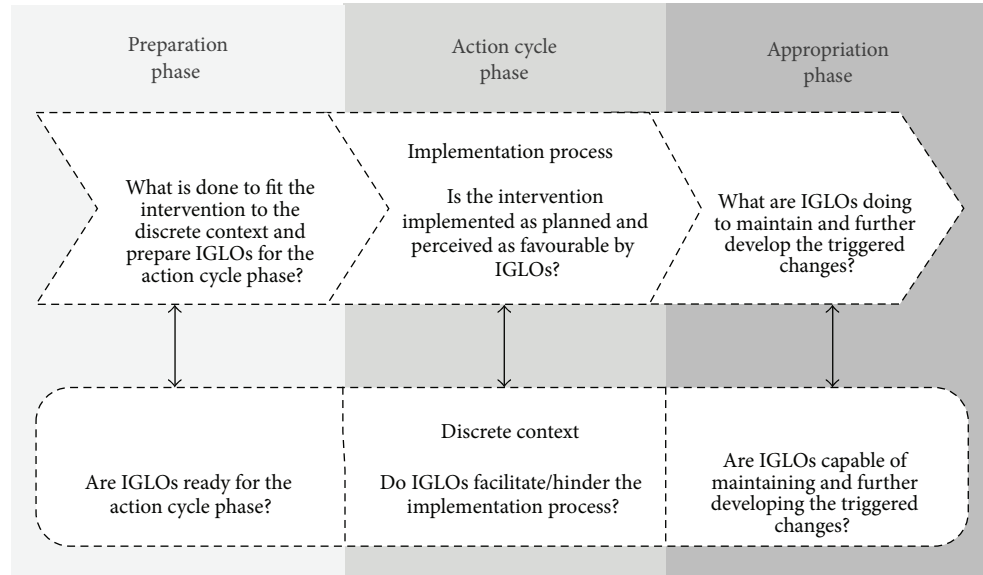 Preparation
phase
Action cycle
phase
Appropriation
phase
Implementation process
What is done to fit the
intervention to the
discrete context and
prepare IGLOs for the
action cycle phase?
Is the intervention
implemented as planned and
perceived as favourable by
IGLOs?
What are IGLOs doing
to maintain and further
develop the triggered
changes?
Discrete context
Are IGLOs ready for the
action cycle phase?
Do IGLOs facilitate/hinder the
implementation process?
Are IGLOs capable of
maintaining and further
developing the triggered
changes?